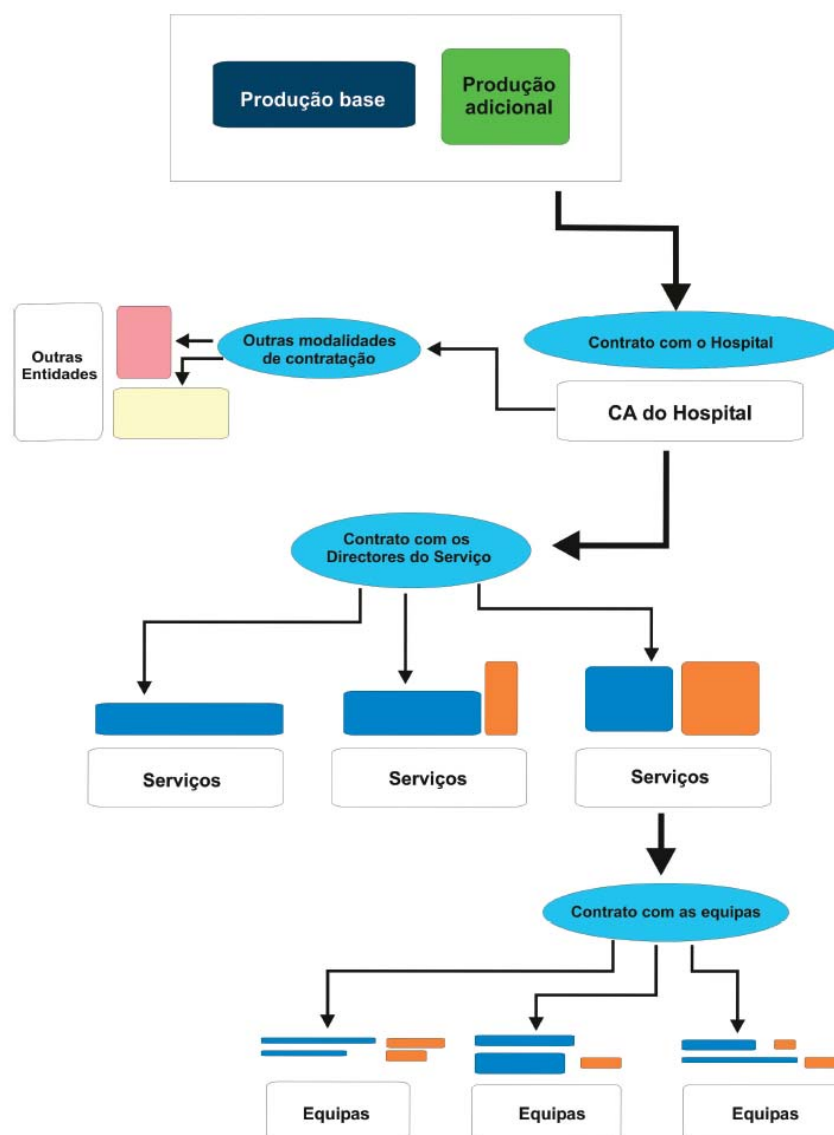 Produção base
Produção
adicional
Contrato com o Hospital
Outras modalidades
de contratação
Outras
Entidades
CA do Hospital
Contrato com os
Directores do Serviço
Serviços
Serviços
Serviços
Contrato com as equipas
Equipas
Equipas
Equipas